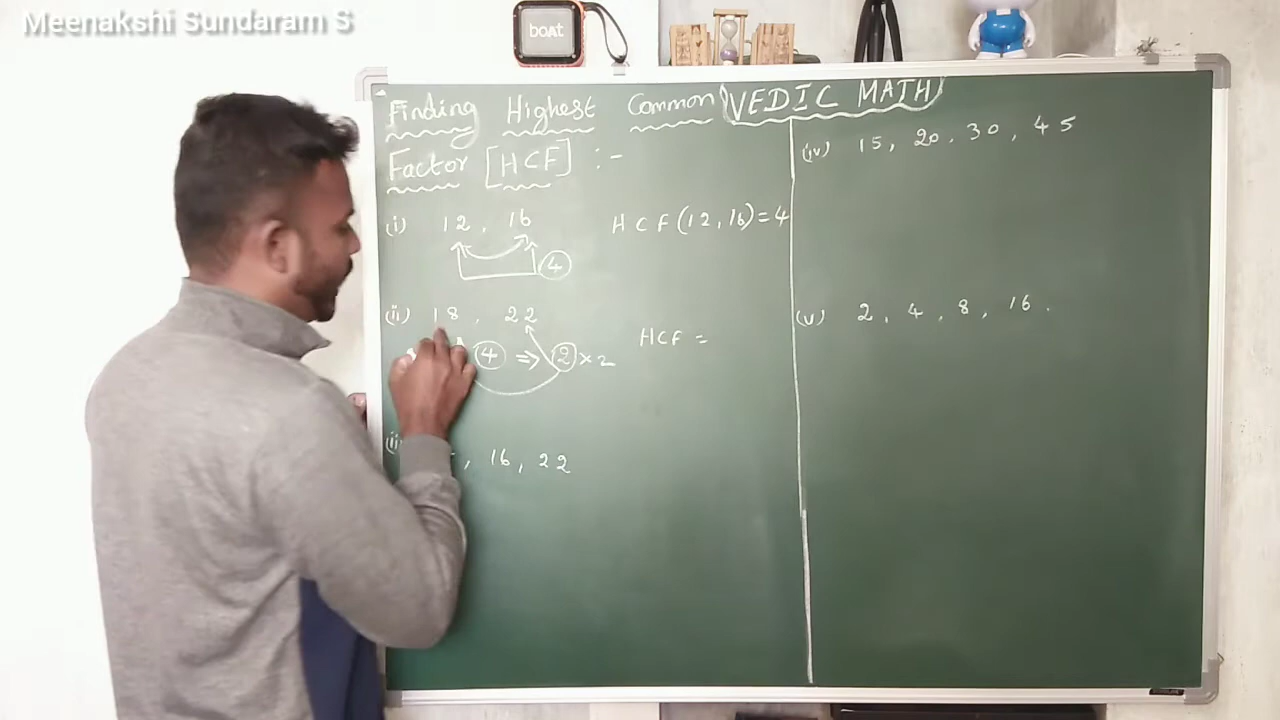 Meenakshi Sundaram S
boAt
Finding Highest Common
Factor [HCF] :-
VEDIC MATH
(i) 12, 16 HCF(12,16)=4
4
(ii) 18, 22
4 ⇒ 2×2 HCF =
, 16, 22
(iv) 15, 20, 30, 45
(v) 2, 4, 8, 16.